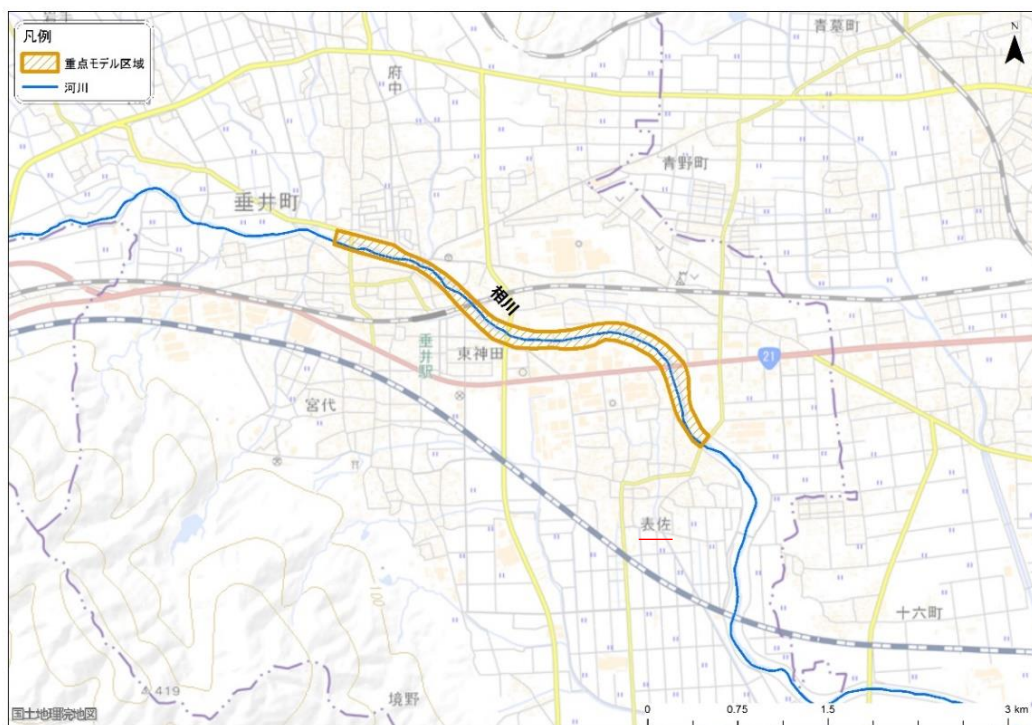 凡例
重点モデル区域
河川
N
青墓町
府中
青野町
垂井町
相川
21
垂井駅
東神田
宮代
表佐
100
十六町
419
境野
国土地理院地図
0 0.75 1.5 3 km